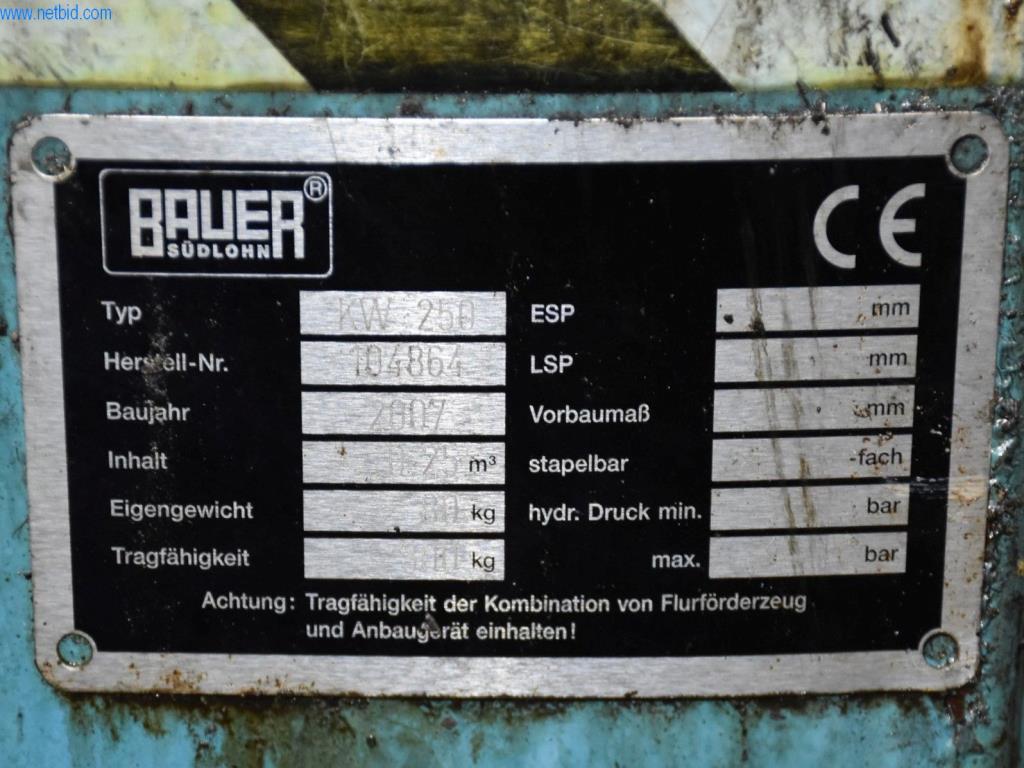 www.netbid.com
BAUER®
SÜDLOHN
CE
Typ KW 250
Herstell-Nr. 104864
Baujahr 2007
Inhalt m³
Eigengewicht kg
Tragfähigkeit kg
ESP mm
LSP mm
Vorbaumaß mm
stapelbar -fach
hydr. Druck min. bar
max. bar
Achtung: Tragfähigkeit der Kombination von Flurförderzeug
und Anbaugerät einhalten!